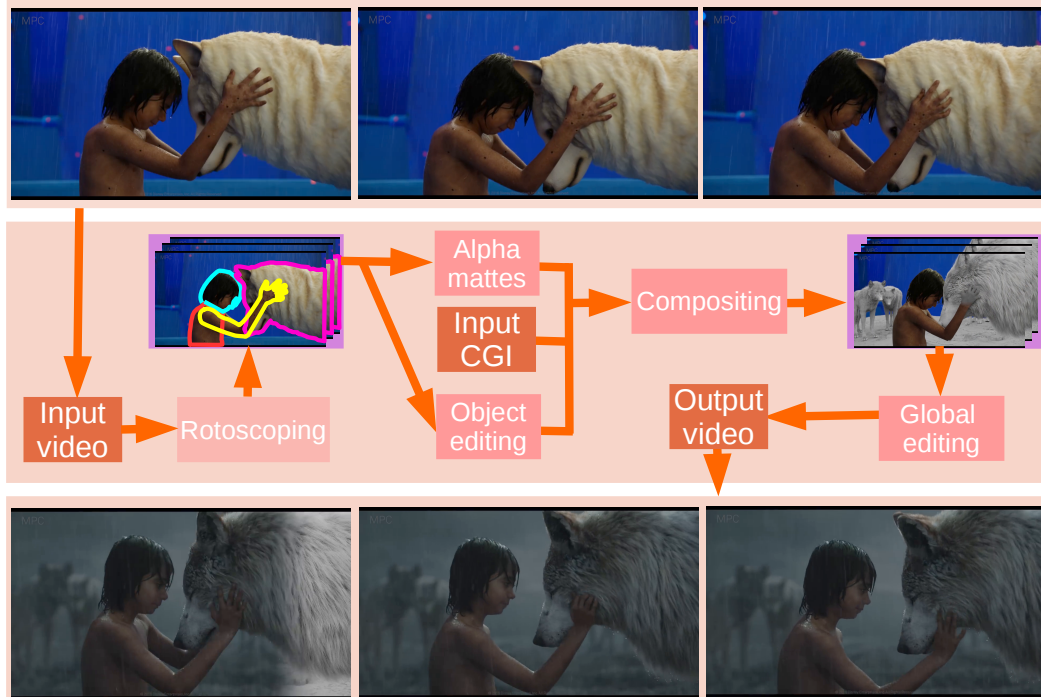 MPC
MPC
MPC
Alpha
mattes
Input
CGI
Compositing
Input
video
Rotoscoping
Object
editing
Output
video
Global
editing
MPC
MPC
MPC